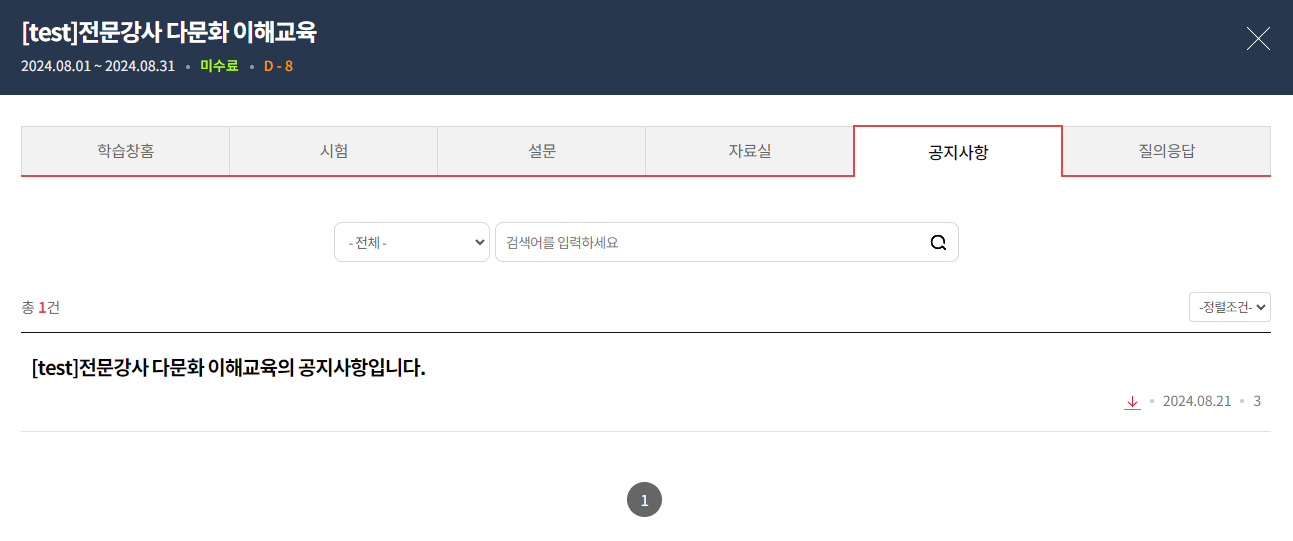 [test]전문강사 다문화 이해교육
2024.08.01 ~ 2024.08.31 • 미수료 • D - 8
학습창홈 시험 설문 자료실 공지사항 질의응답
- 전체 - 검색어를 입력하세요
총 1건 -정렬조건-
[test]전문강사 다문화 이해교육의 공지사항입니다.
• 2024.08.21 • 3
1